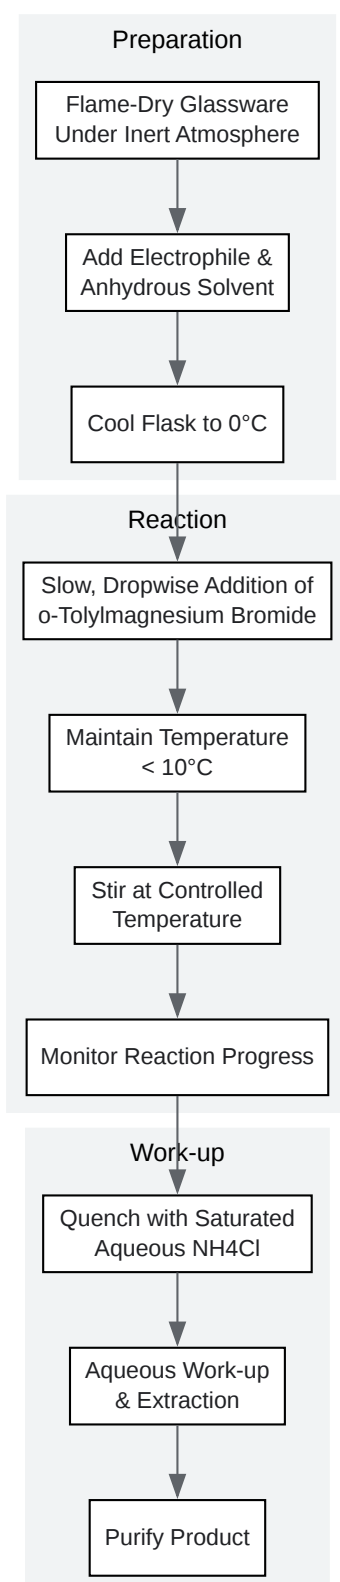 Preparation
Flame-Dry Glassware
Under Inert Atmosphere
Add Electrophile &
Anhydrous Solvent
Cool Flask to 0°C
Reaction
Slow, Dropwise Addition of
o-Tolylmagnesium Bromide
Maintain Temperature
< 10°C
Stir at Controlled
Temperature
Monitor Reaction Progress
Work-up
Quench with Saturated
Aqueous NH4Cl
Aqueous Work-up
& Extraction
Purify Product